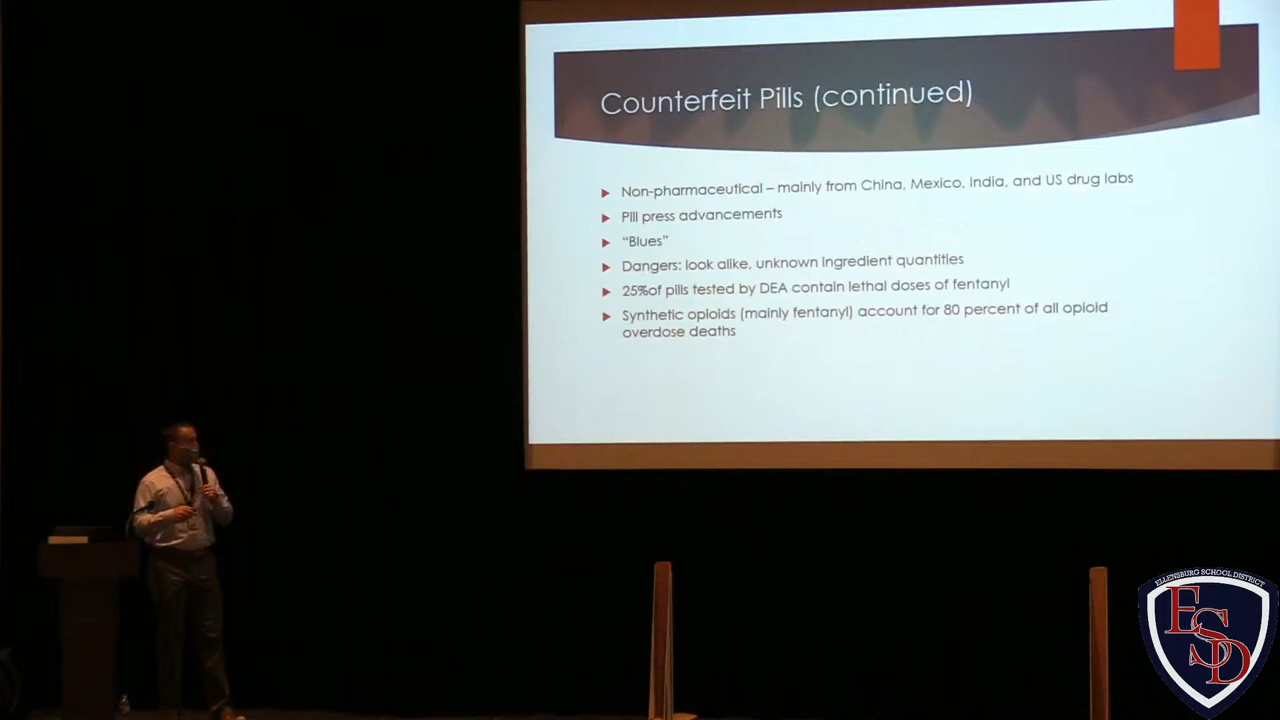 Counterfeit Pills (continued)
Non-pharmaceutical – mainly from China, Mexico, India, and US drug labs
Pill press advancements
“Blues”
Dangers: look alike, unknown ingredient quantities
25%of pills tested by DEA contain lethal doses of fentanyl
Synthetic opioids (mainly fentanyl) account for 80 percent of all opioid
overdose deaths
ELLENSBURG SCHOOL DISTRICT
ESD